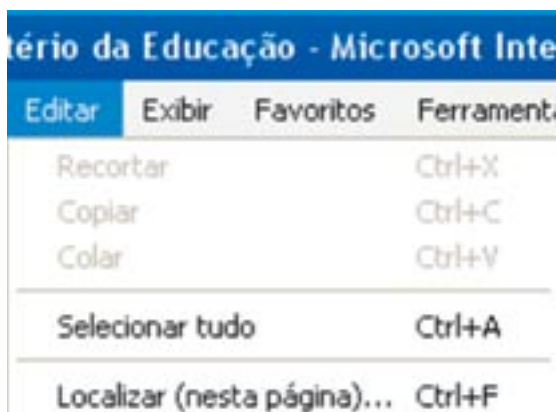 tério da Educação - Microsoft Inte
Editar Exibir Favoritos Ferramenta
Recortar Ctrl+X
Copiar Ctrl+C
Colar Ctrl+V
Selecionar tudo Ctrl+A
Localizar (nesta página)... Ctrl+F